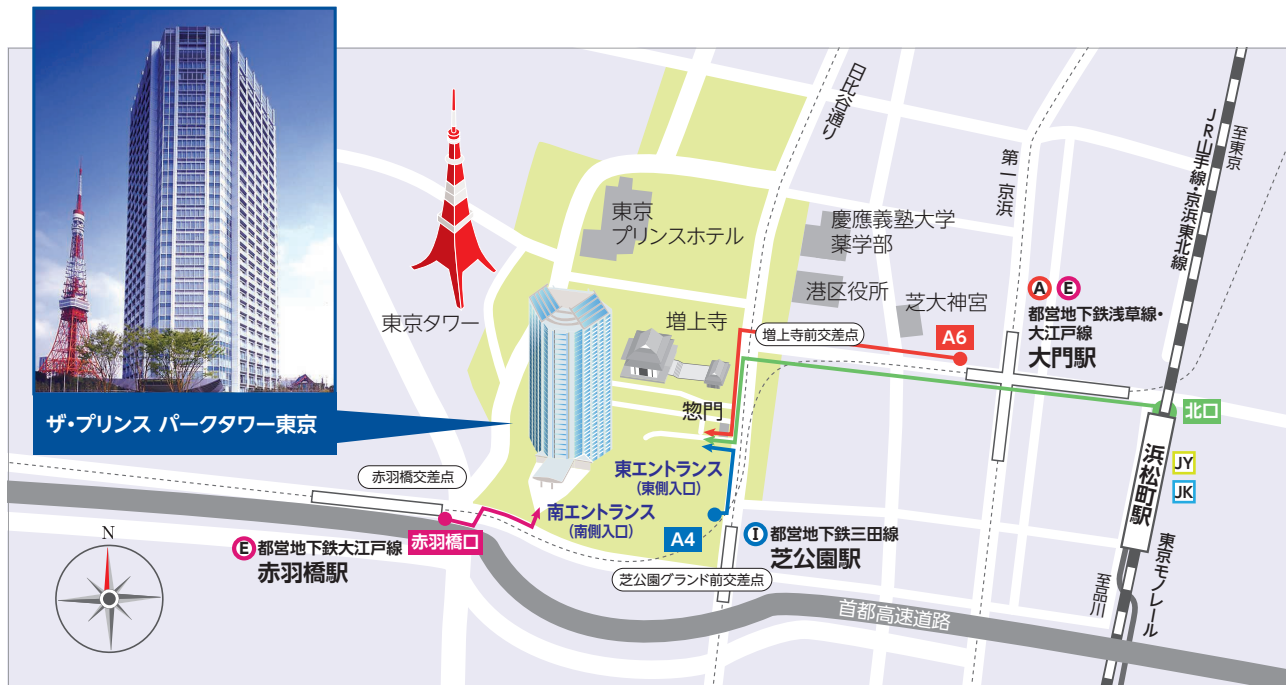 ザ・プリンス パークタワー東京
東京タワー
東京
プリンスホテル
増上寺
惣門
日比谷通り
慶應義塾大学
薬学部
港区役所
芝大神宮
第一京浜
JR山手線・京浜東北線
至東京
増上寺前交差点
A6
A E
都営地下鉄浅草線・
大江戸線
大門駅
北口
浜松町駅
JY
JK
東京モノレール
至品川
東エントランス
(東側入口)
南エントランス
(南側入口)
赤羽橋交差点
赤羽橋口
E 都営地下鉄大江戸線
赤羽橋駅
A4
I 都営地下鉄三田線
芝公園駅
芝公園グランド前交差点
首都高速道路
N